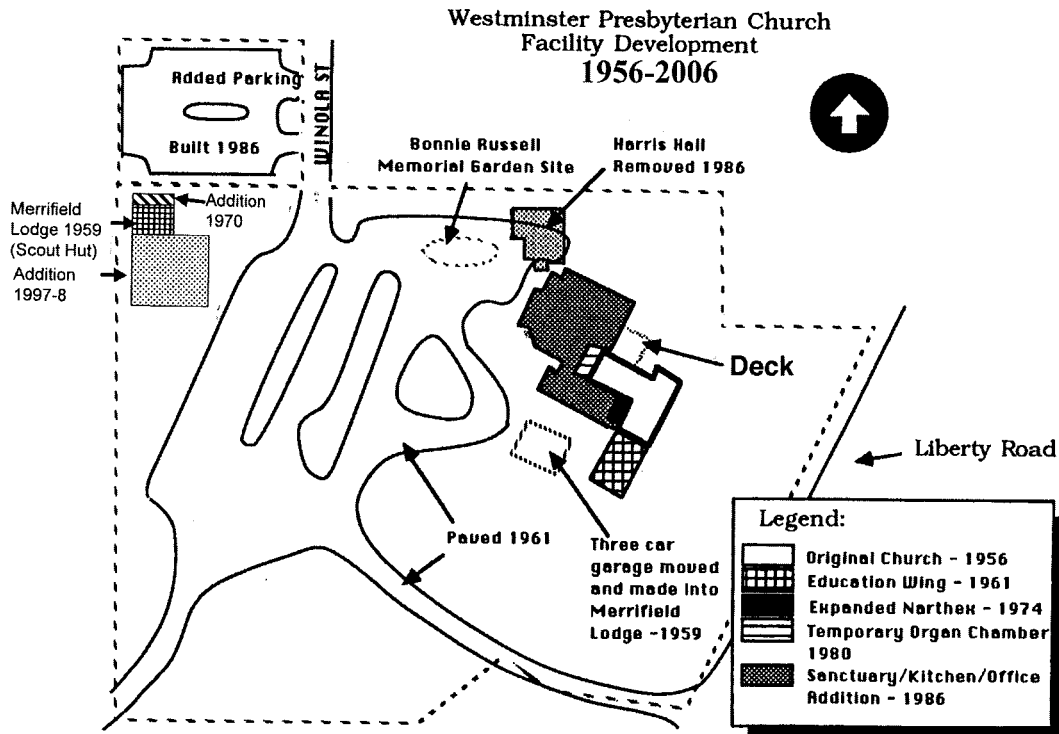 Westminster Presbyterian Church
Facility Development
1956-2006
Added Parking
Built 1986
WINOLA ST
Bonnie Russell
Memorial Garden Site
Harris Hall
Removed 1986
Merrifield
Lodge 1959
(Scout Hut)
Addition
1970
Addition
1997-8
Deck
Liberty Road
Paved 1961
Three car
garage moved
and made into
Merrifield
Lodge -1959
Legend:
Original Church - 1956
Education Wing - 1961
Expanded Narthex - 1974
Temporary Organ Chamber
1980
Sanctuary/Kitchen/Office
Addition - 1986